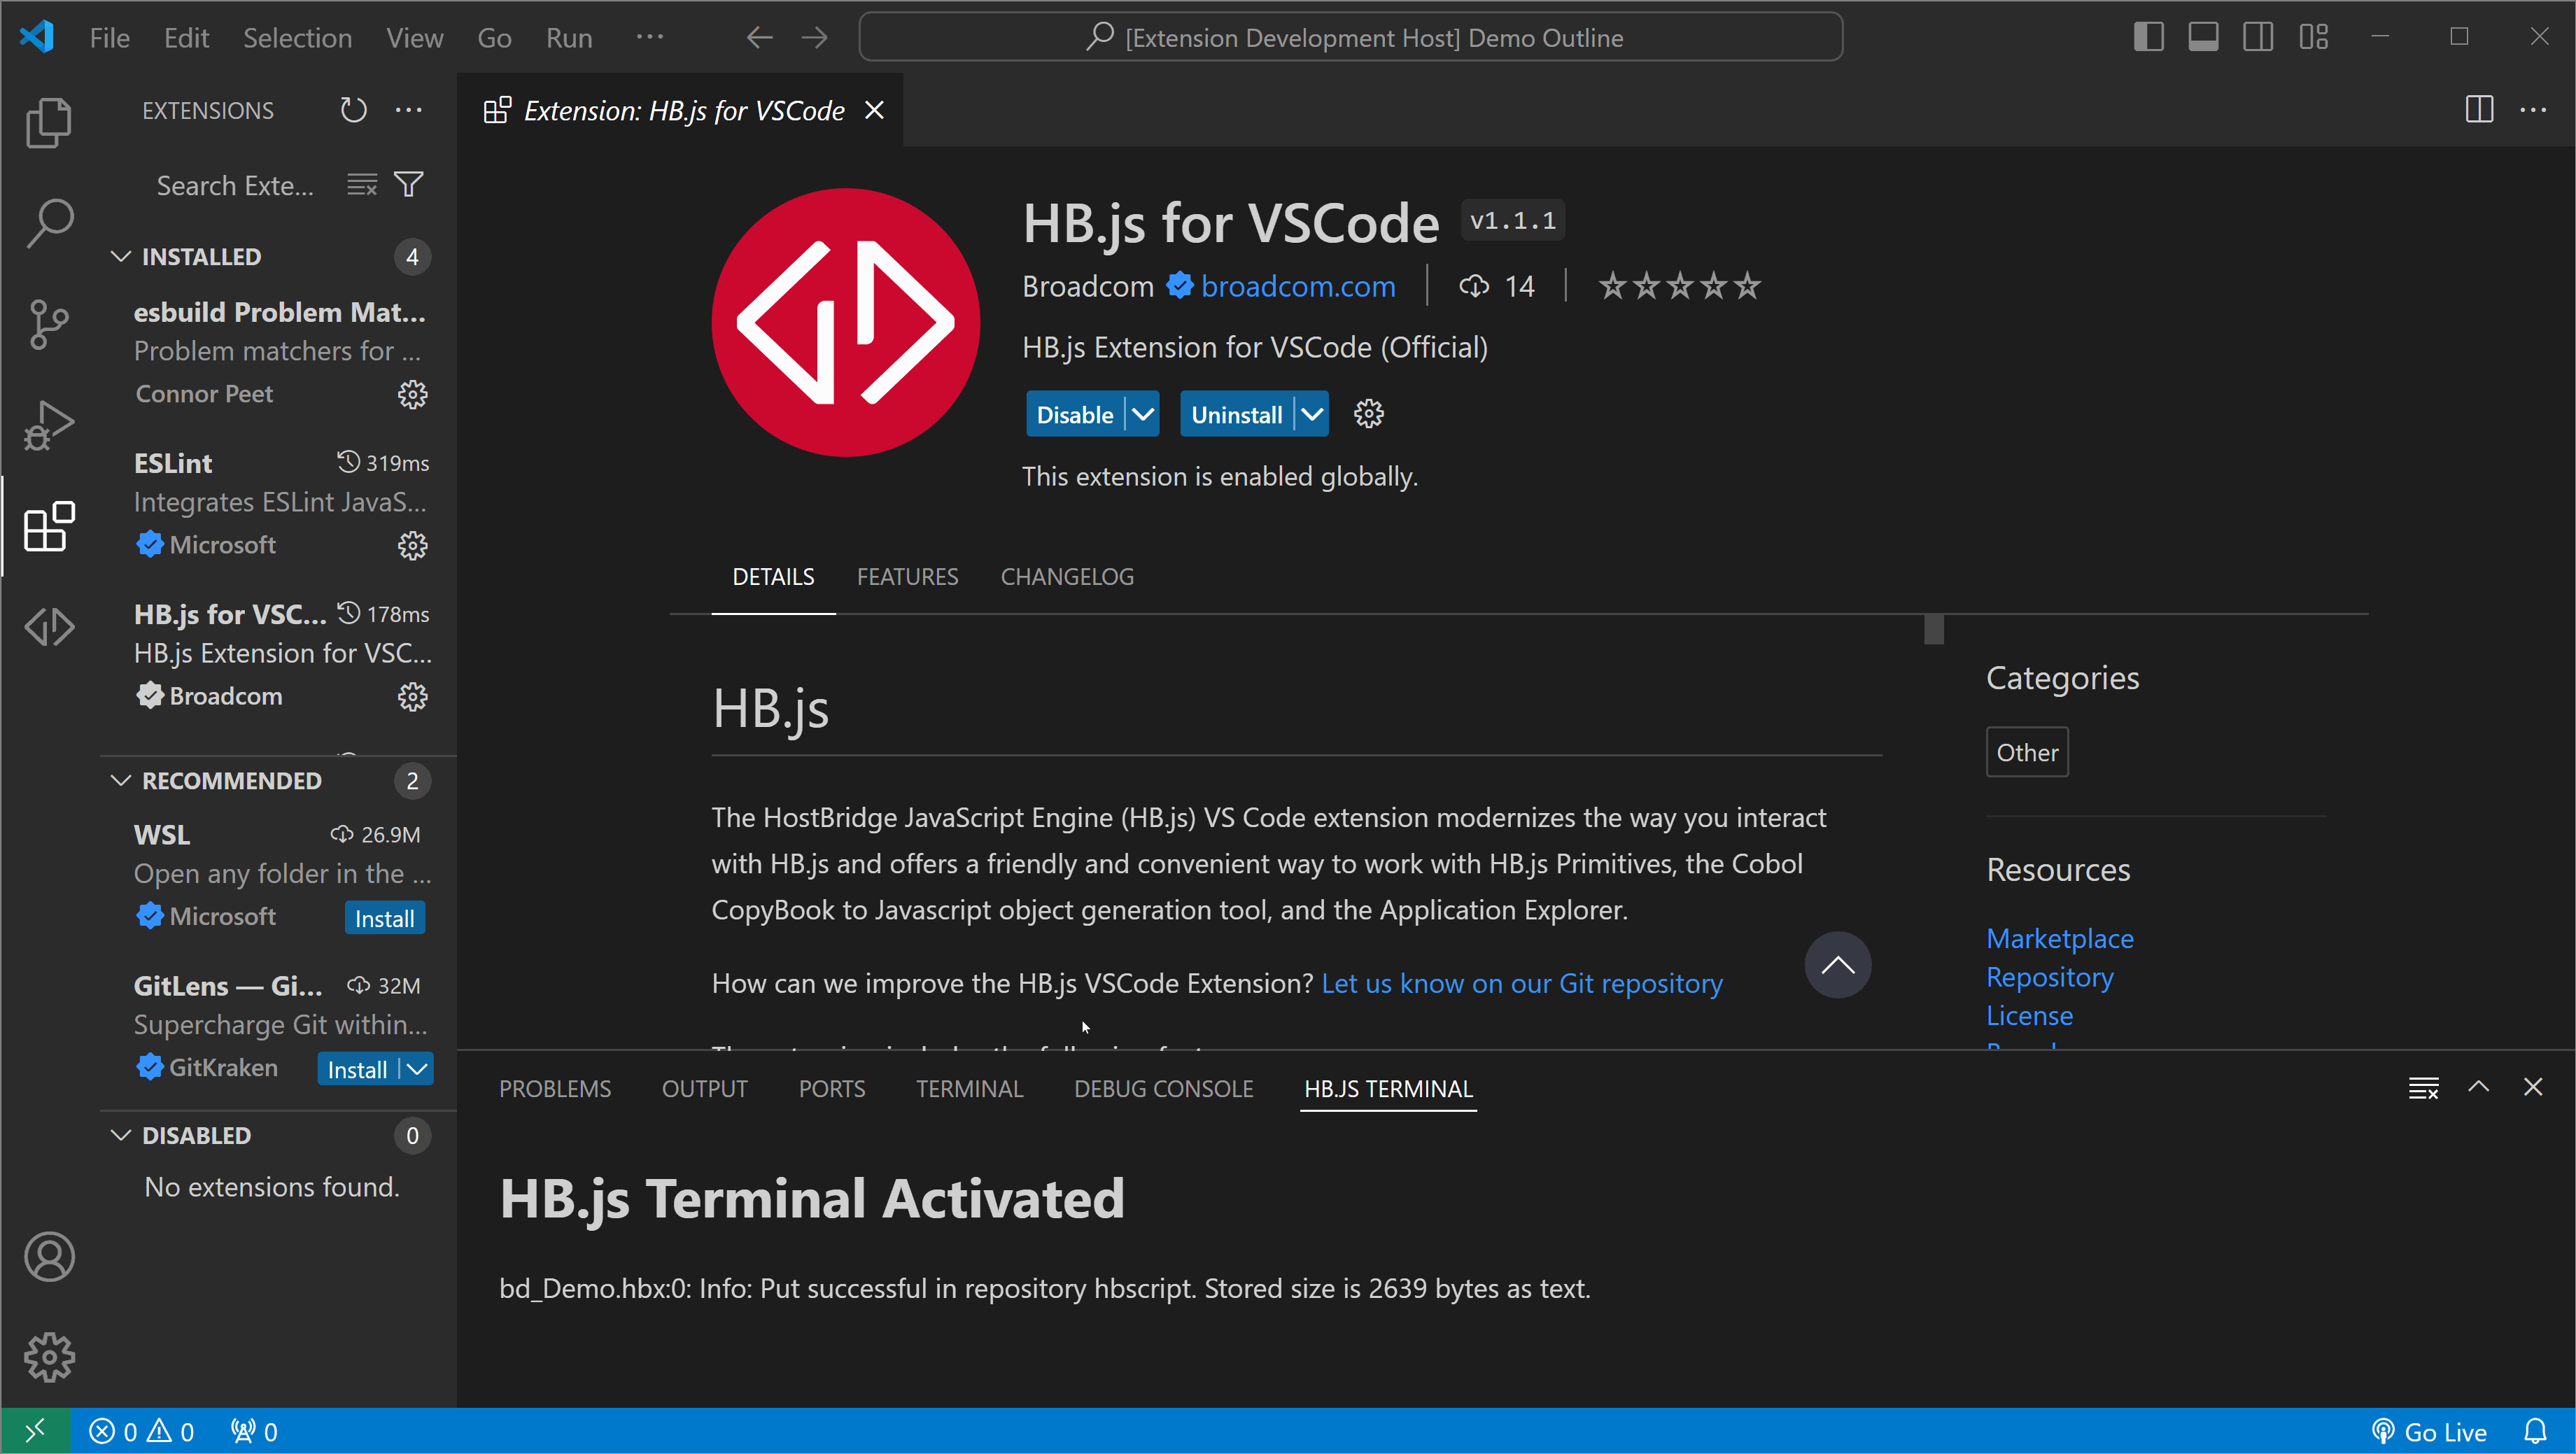 File Edit Selection View Go Run ...
[Extension Development Host] Demo Outline
EXTENSIONS
Search Exte...
INSTALLED 4
esbuild Problem Mat...
Problem matchers for ...
Connor Peet
ESLint 319ms
Integrates ESLint JavaS...
Microsoft
HB.js for VSC... 178ms
HB.js Extension for VSC...
Broadcom
RECOMMENDED 2
WSL 26.9M
Open any folder in the ...
Microsoft Install
GitLens — Gi... 32M
Supercharge Git within...
GitKraken Install
DISABLED 0
No extensions found.
Extension: HB.js for VSCode
HB.js for VSCode v1.1.1
Broadcom broadcom.com 14
HB.js Extension for VSCode (Official)
Disable Uninstall
This extension is enabled globally.
DETAILS FEATURES CHANGELOG
HB.js
The HostBridge JavaScript Engine (HB.js) VS Code extension modernizes the way you interact
with HB.js and offers a friendly and convenient way to work with HB.js Primitives, the Cobol
CopyBook to Javascript object generation tool, and the Application Explorer.
How can we improve the HB.js VSCode Extension? Let us know on our Git repository
Categories
Other
Resources
Marketplace
Repository
License
PROBLEMS OUTPUT PORTS TERMINAL DEBUG CONSOLE HB.JS TERMINAL
HB.js Terminal Activated
bd_Demo.hbx:0: Info: Put successful in repository hbscript. Stored size is 2639 bytes as text.
0 0 0
Go Live